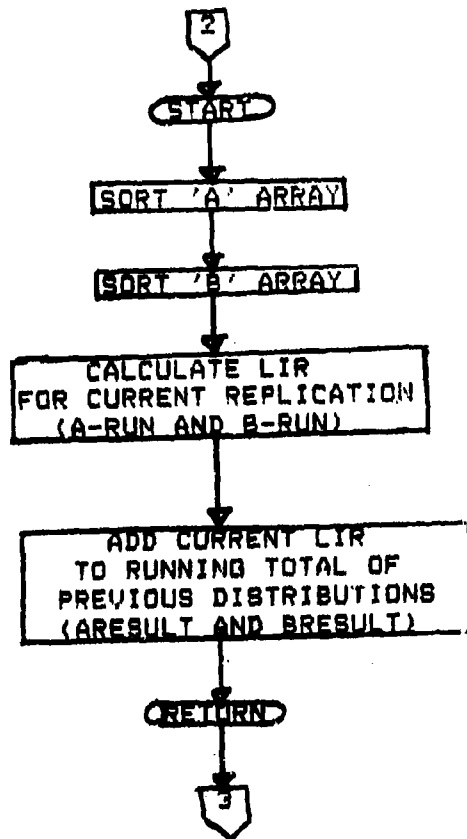 2
START
SORT 'A' ARRAY
SORT 'B' ARRAY
CALCULATE LIR
FOR CURRENT REPLICATION
(A-RUN AND B-RUN)
ADD CURRENT LIR
TO RUNNING TOTAL OF
PREVIOUS DISTRIBUTIONS
(ARESULT AND BRESULT)
RETURN
3